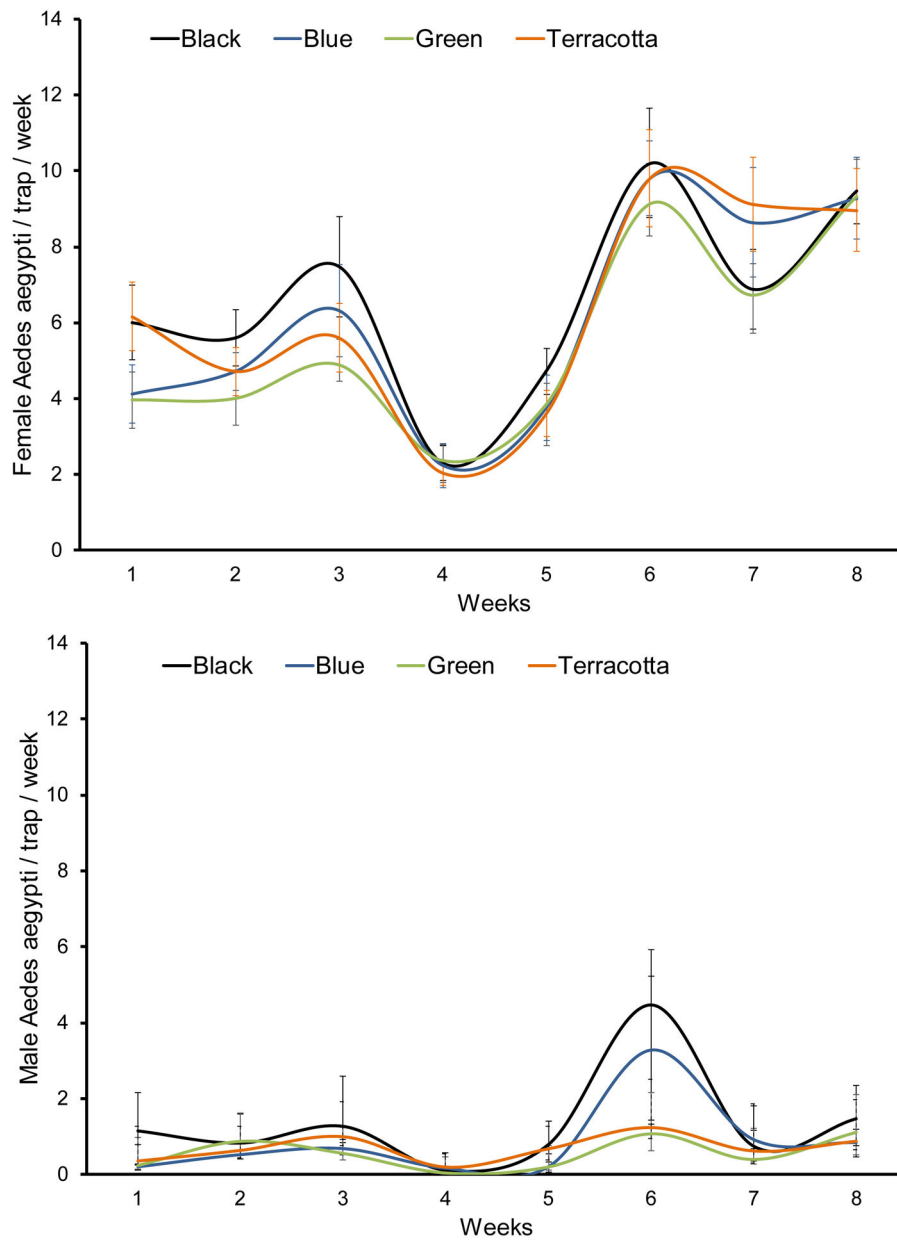 14
Black Blue Green Terracotta
12
10
8
6
4
2
0
Female Aedes aegypti / trap / week
1 2 3 4 5 6 7 8
Weeks
14
Black Blue Green Terracotta
12
10
8
6
4
2
0
Male Aedes aegypti / trap / week
1 2 3 4 5 6 7 8
Weeks